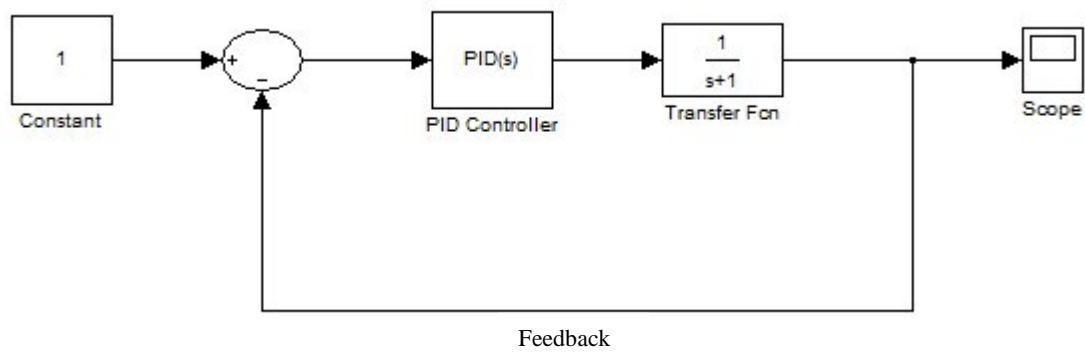 1
Constant
+
−
PID(s)
PID Controller
1
s+1
Transfer Fcn
Scope
Feedback